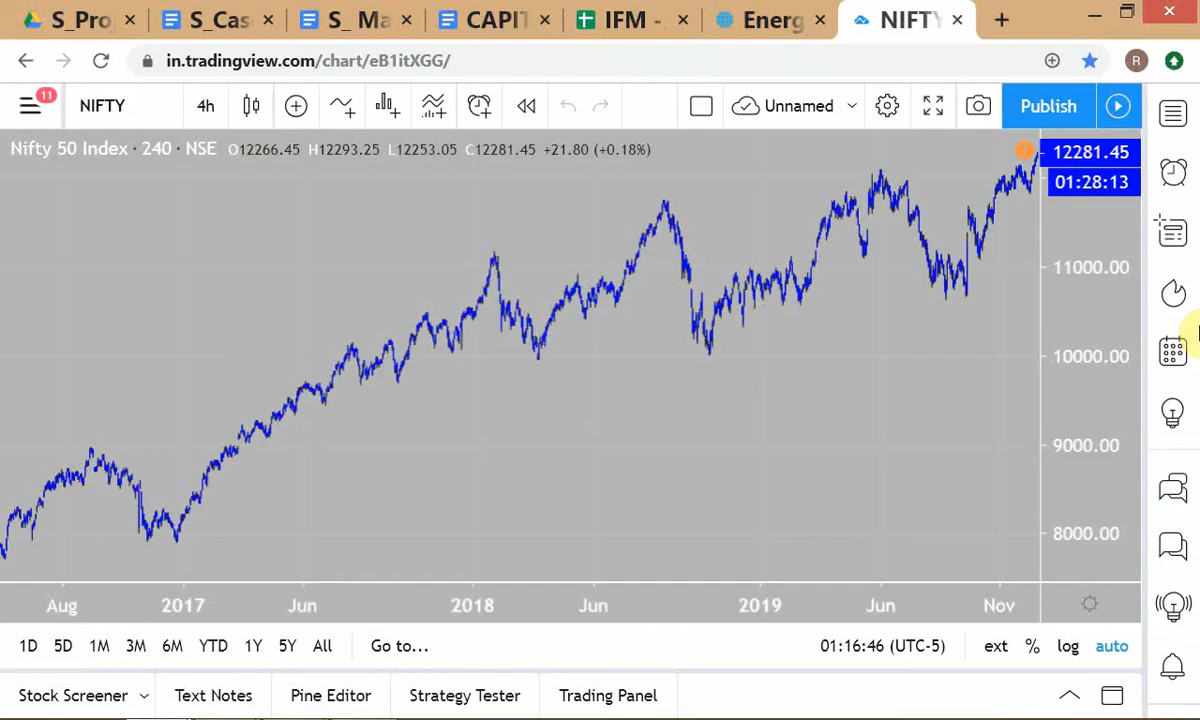 S_Proj
S_Cas
S_ Ma
CAPIT
IFM -
Energ
NIFTY
in.tradingview.com/chart/eB1itXGG/
R
11
NIFTY
4h
Unnamed
Publish
Nifty 50 Index · 240 · NSE O12266.45 H12293.25 L12253.05 C12281.45 +21.80 (+0.18%)
12281.45
01:28:13
11000.00
10000.00
9000.00
8000.00
Aug 2017 Jun 2018 Jun 2019 Jun Nov
1D 5D 1M 3M 6M YTD 1Y 5Y All Go to... 01:16:46 (UTC-5) ext % log auto
Stock Screener Text Notes Pine Editor Strategy Tester Trading Panel